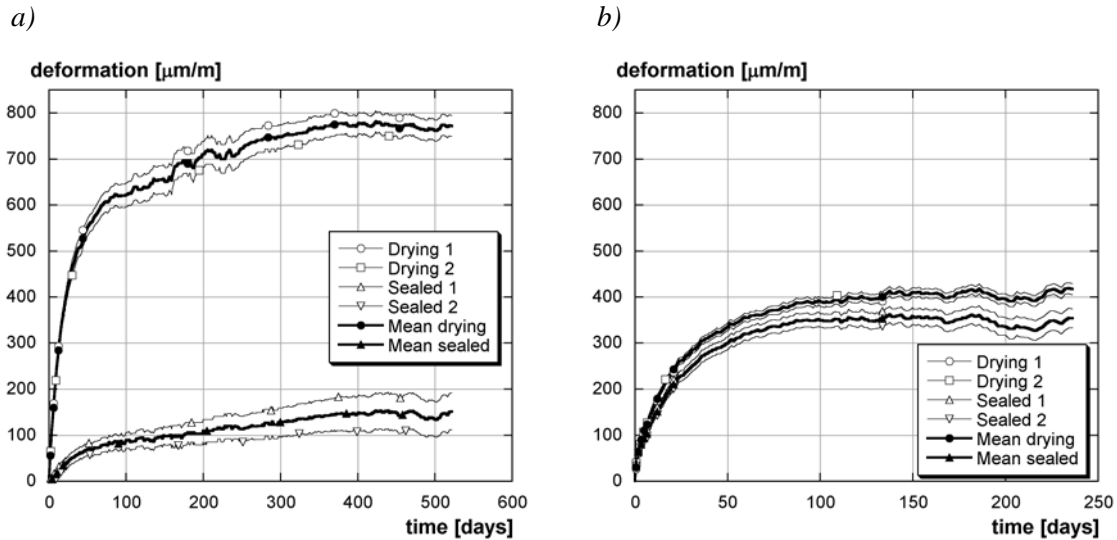 a)
deformation [μm/m]
800
700
600
500
400
300
200
100
0
0 100 200 300 400 500 600
time [days]
Drying 1
Drying 2
Sealed 1
Sealed 2
Mean drying
Mean sealed
b)
deformation [μm/m]
800
700
600
500
400
300
200
100
0
0 50 100 150 200 250
time [days]
Drying 1
Drying 2
Sealed 1
Sealed 2
Mean drying
Mean sealed